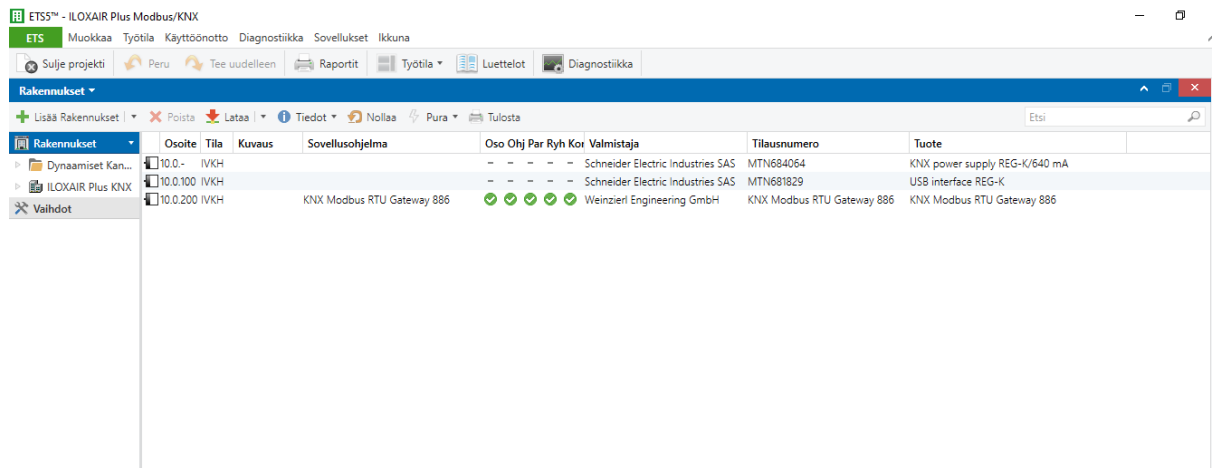 ETS5™ - ILOXAIR Plus Modbus/KNX
ETS Muokkaa Työtila Käyttöönotto Diagnostiikka Sovellukset Ikkuna
Sulje projekti Peru Tee uudelleen Raportit Työtila Luettelot Diagnostiikka
Rakennukset
Lisää Rakennukset Poista Lataa Tiedot Nollaa Pura Tulosta Etsi
Rakennukset Osoite Tila Kuvaus Sovellusohjelma Oso Ohj Par Ryh Kor Valmistaja Tilausnumero Tuote
Dynaamiset Kan... 10.0.- IVKH – – – – – Schneider Electric Industries SAS MTN684064 KNX power supply REG-K/640 mA
ILOXAIR Plus KNX 10.0.100 IVKH – – – – – Schneider Electric Industries SAS MTN681829 USB interface REG-K
Vaihdot 10.0.200 IVKH KNX Modbus RTU Gateway 886 Weinzierl Engineering GmbH KNX Modbus RTU Gateway 886 KNX Modbus RTU Gateway 886